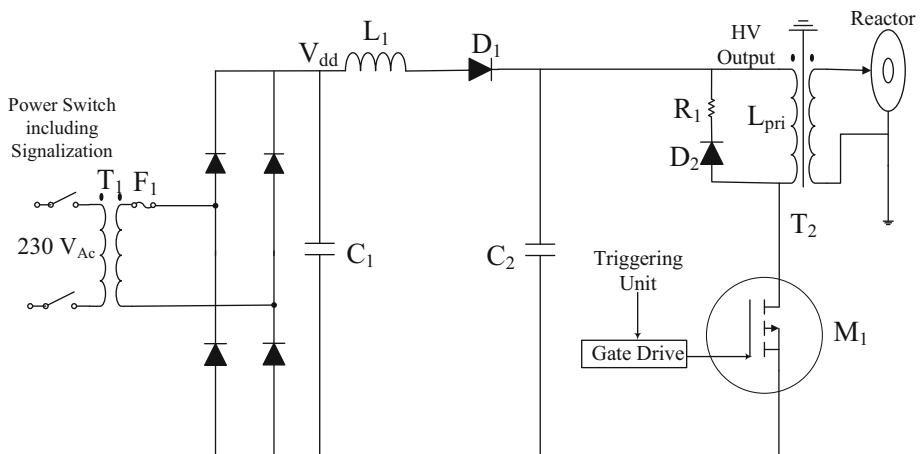 Power Switch
including
Signalization
T1
F1
230 VAc
Vdd
L1
D1
C1
C2
HV
Output
Reactor
R1
D2
Lpri
T2
Triggering
Unit
Gate Drive
M1